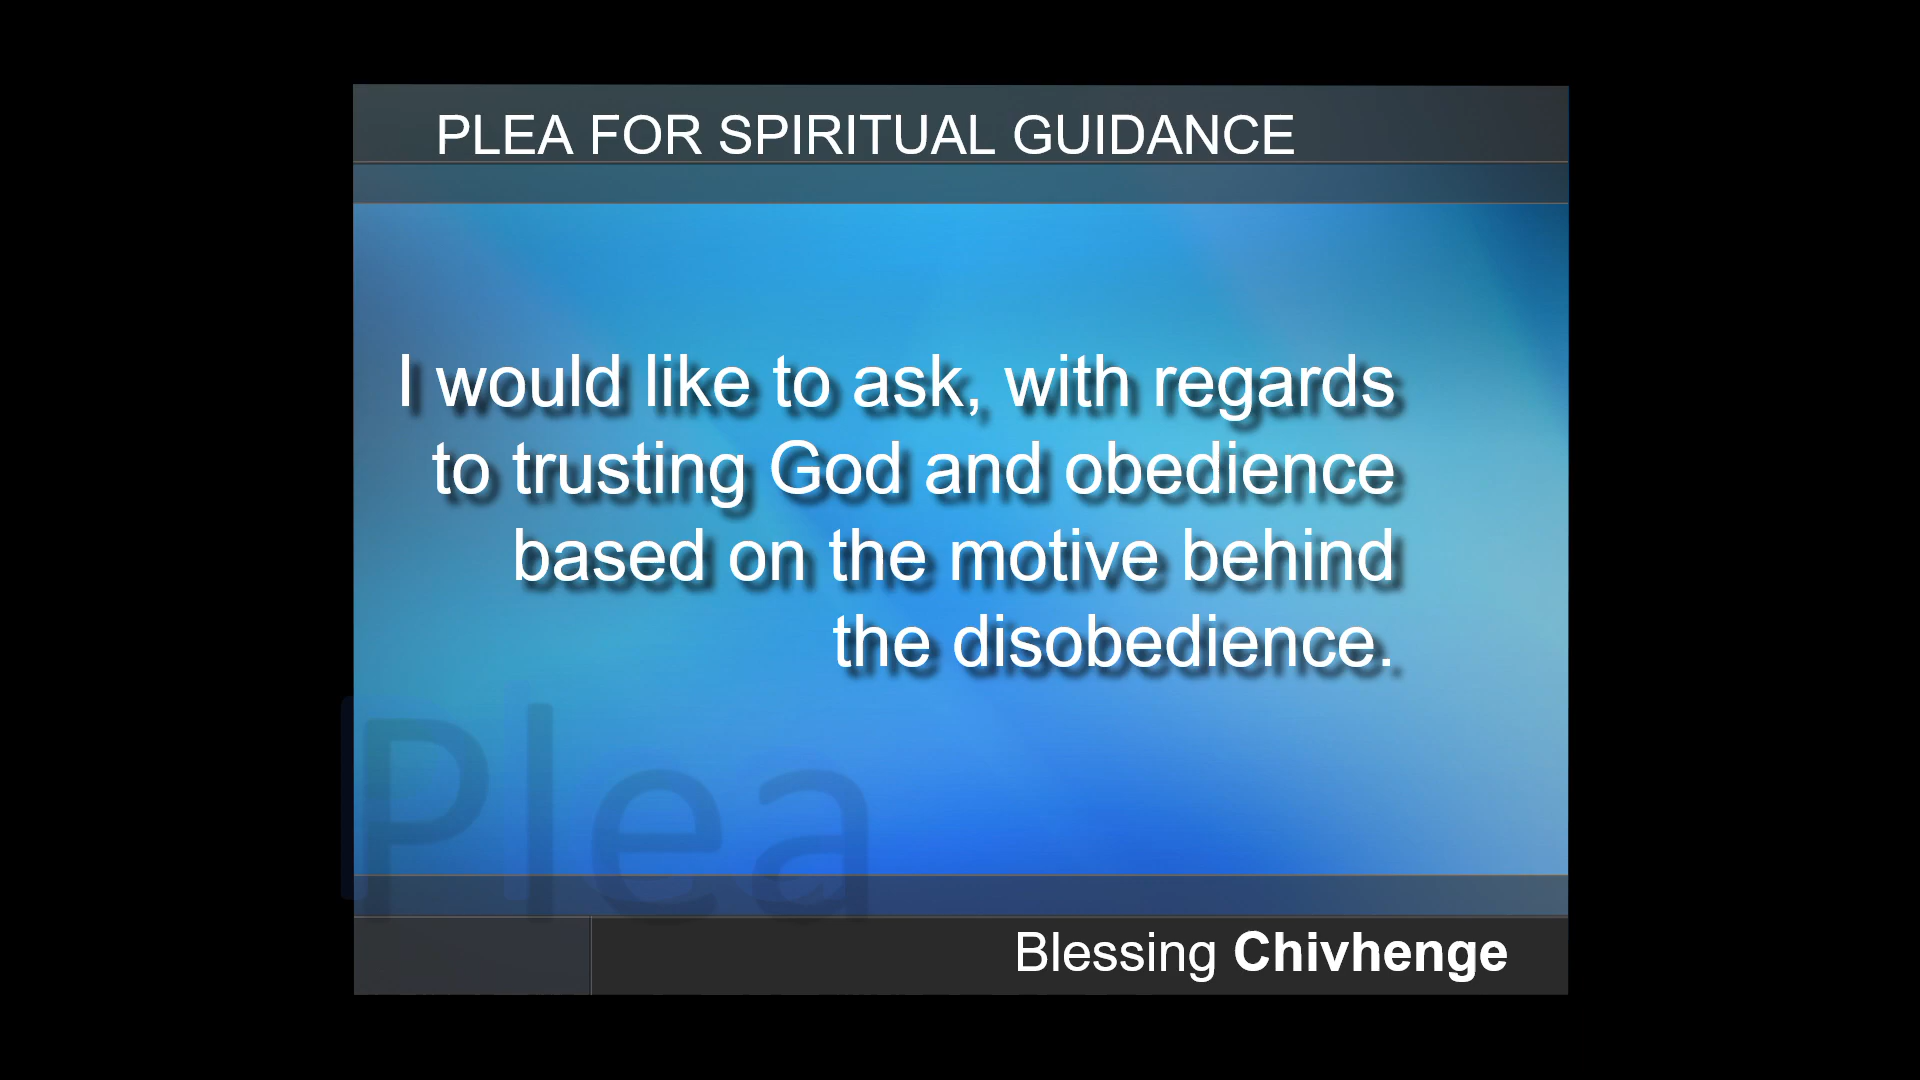 PLEA FOR SPIRITUAL GUIDANCE
I would like to ask, with regards
to trusting God and obedience
based on the motive behind
the disobedience.
Plea
Blessing Chivhenge